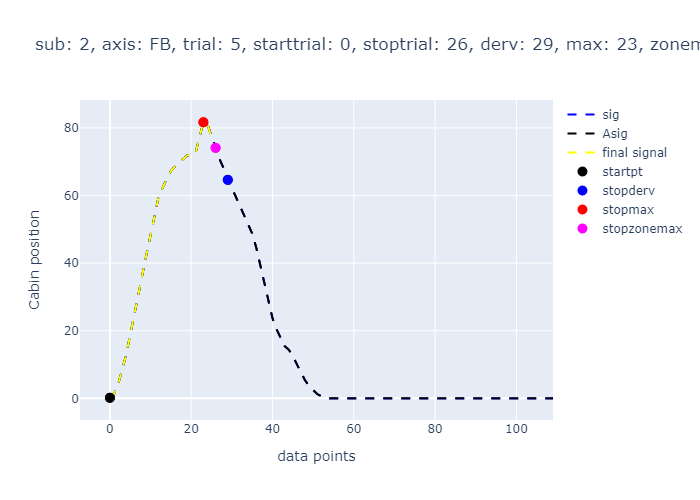 sub: 2, axis: FB, trial: 5, starttrial: 0, stoptrial: 26, derv: 29, max: 23, zonem
sig
Asig
final signal
startpt
stopderv
stopmax
stopzonemax
Cabin position
80
60
40
20
0
0 20 40 60 80 100
data points